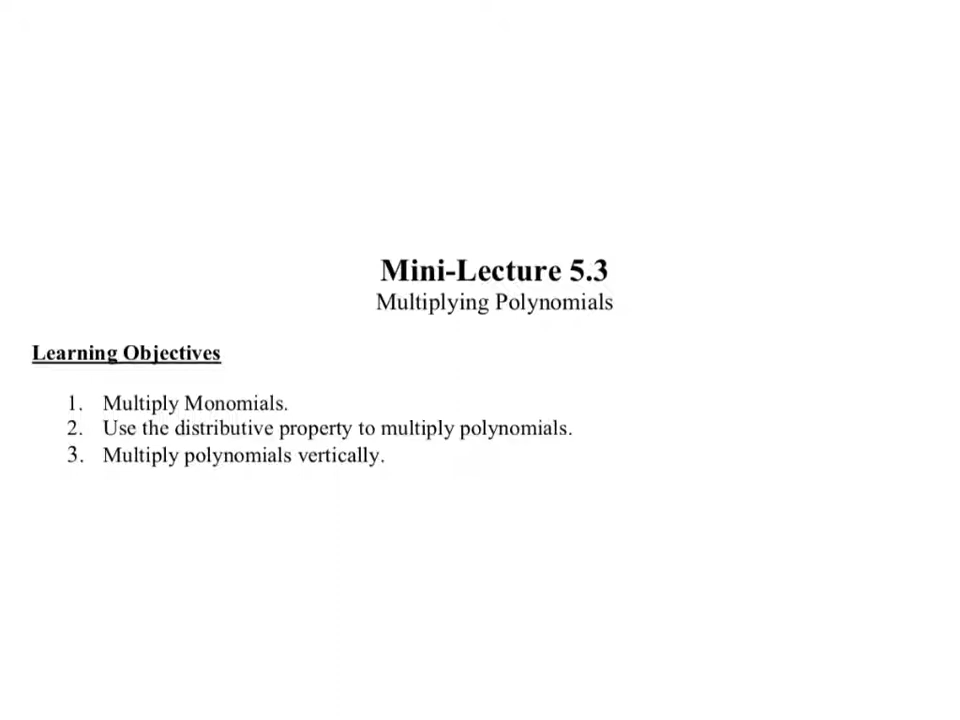 Mini-Lecture 5.3
Multiplying Polynomials
Learning Objectives
1. Multiply Monomials.
2. Use the distributive property to multiply polynomials.
3. Multiply polynomials vertically.